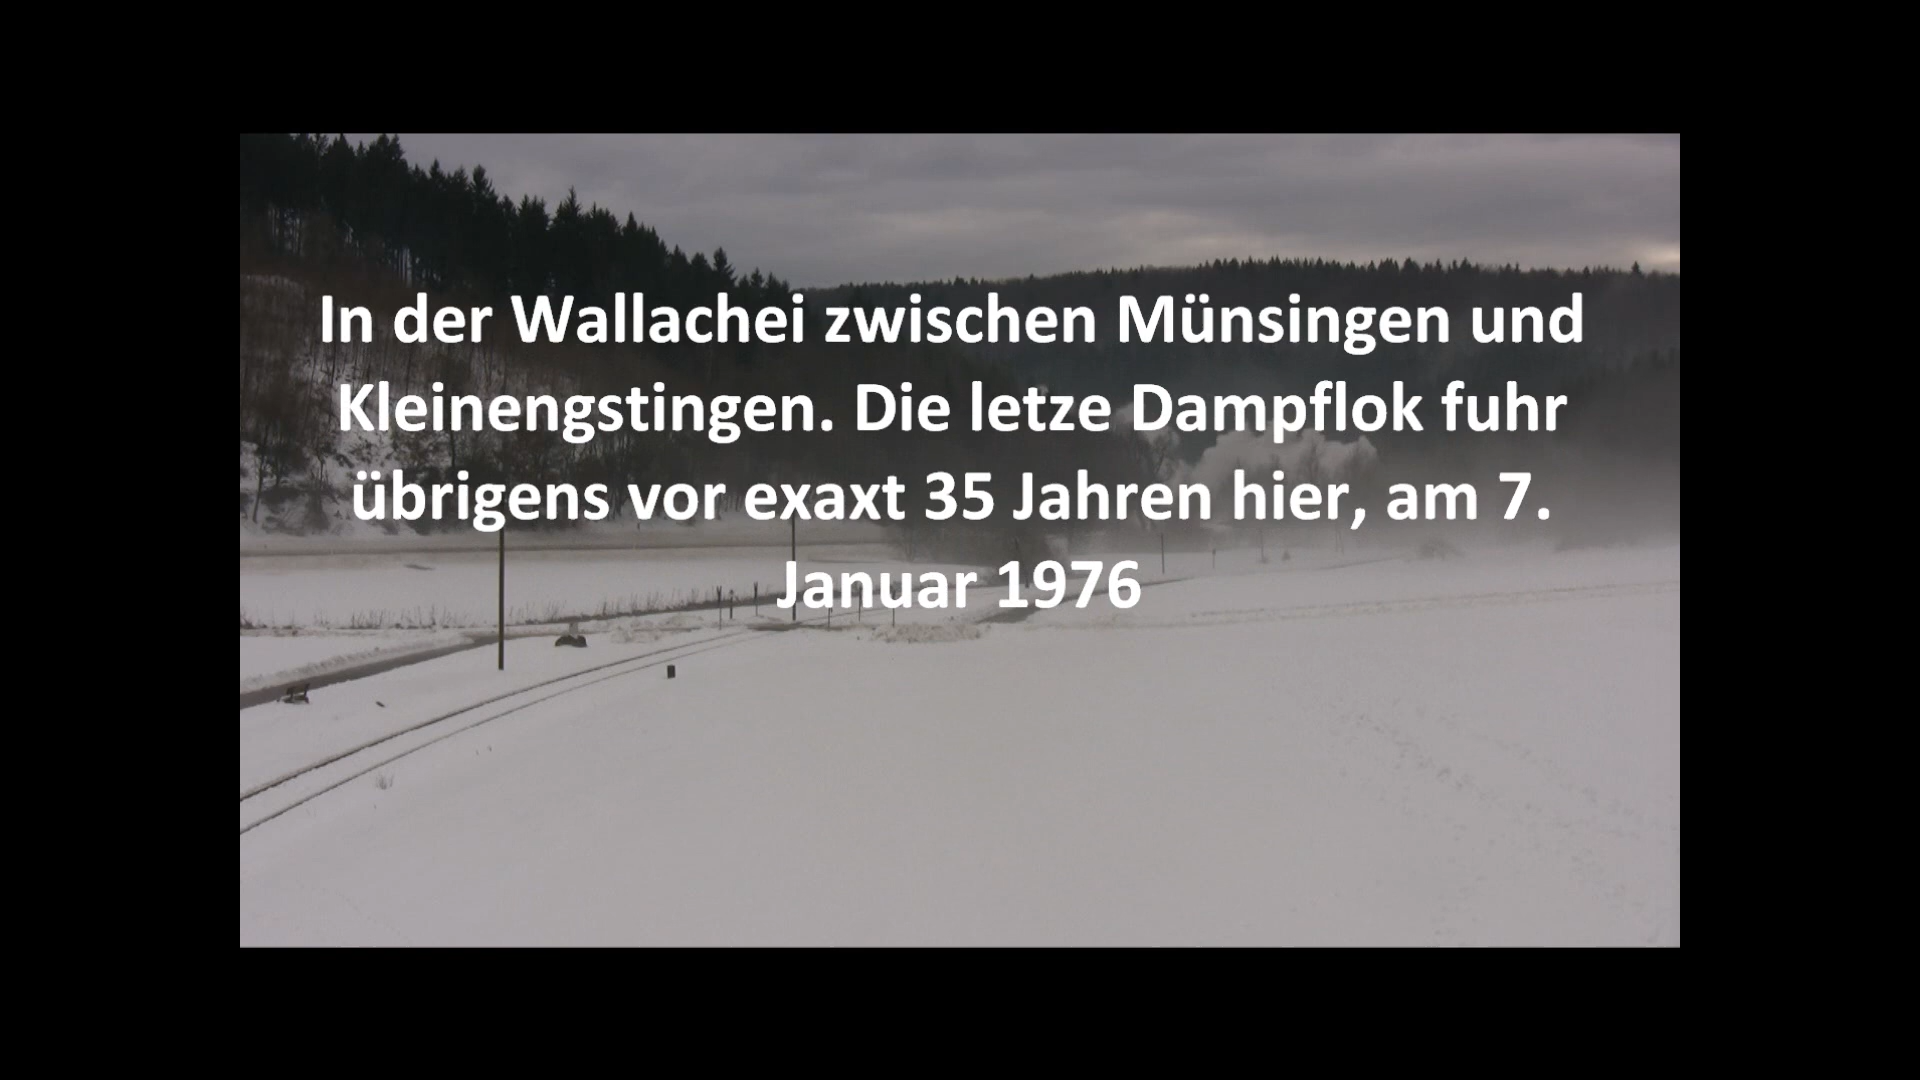 In der Wallachei zwischen Münsingen und
Kleinengstingen. Die letze Dampflok fuhr
übrigens vor exaxt 35 Jahren hier, am 7.
Januar 1976